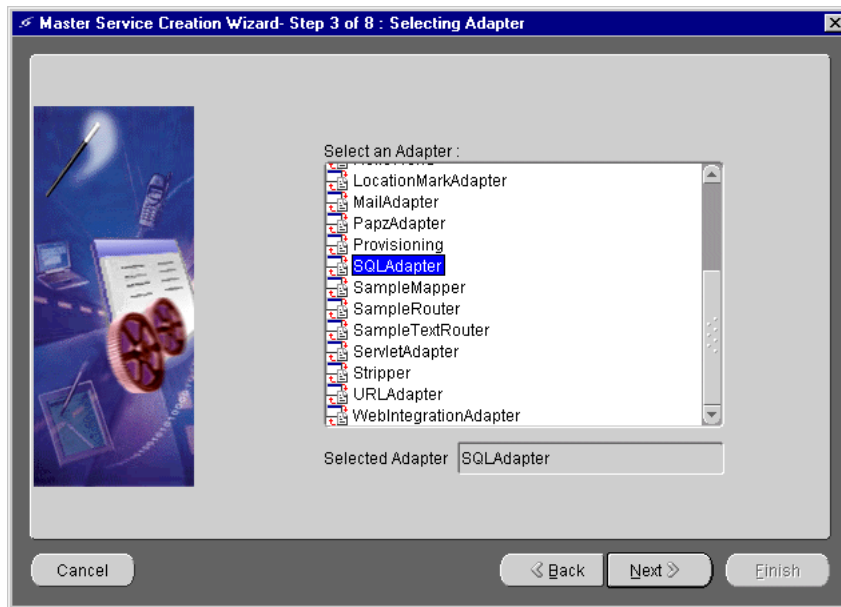 Master Service Creation Wizard- Step 3 of 8 : Selecting Adapter
Select an Adapter :
LocationMarkAdapter
MailAdapter
PapzAdapter
Provisioning
SQLAdapter
SampleMapper
SampleRouter
SampleTextRouter
ServletAdapter
Stripper
URLAdapter
WebIntegrationAdapter
Selected Adapter SQLAdapter
Cancel Back Next Finish